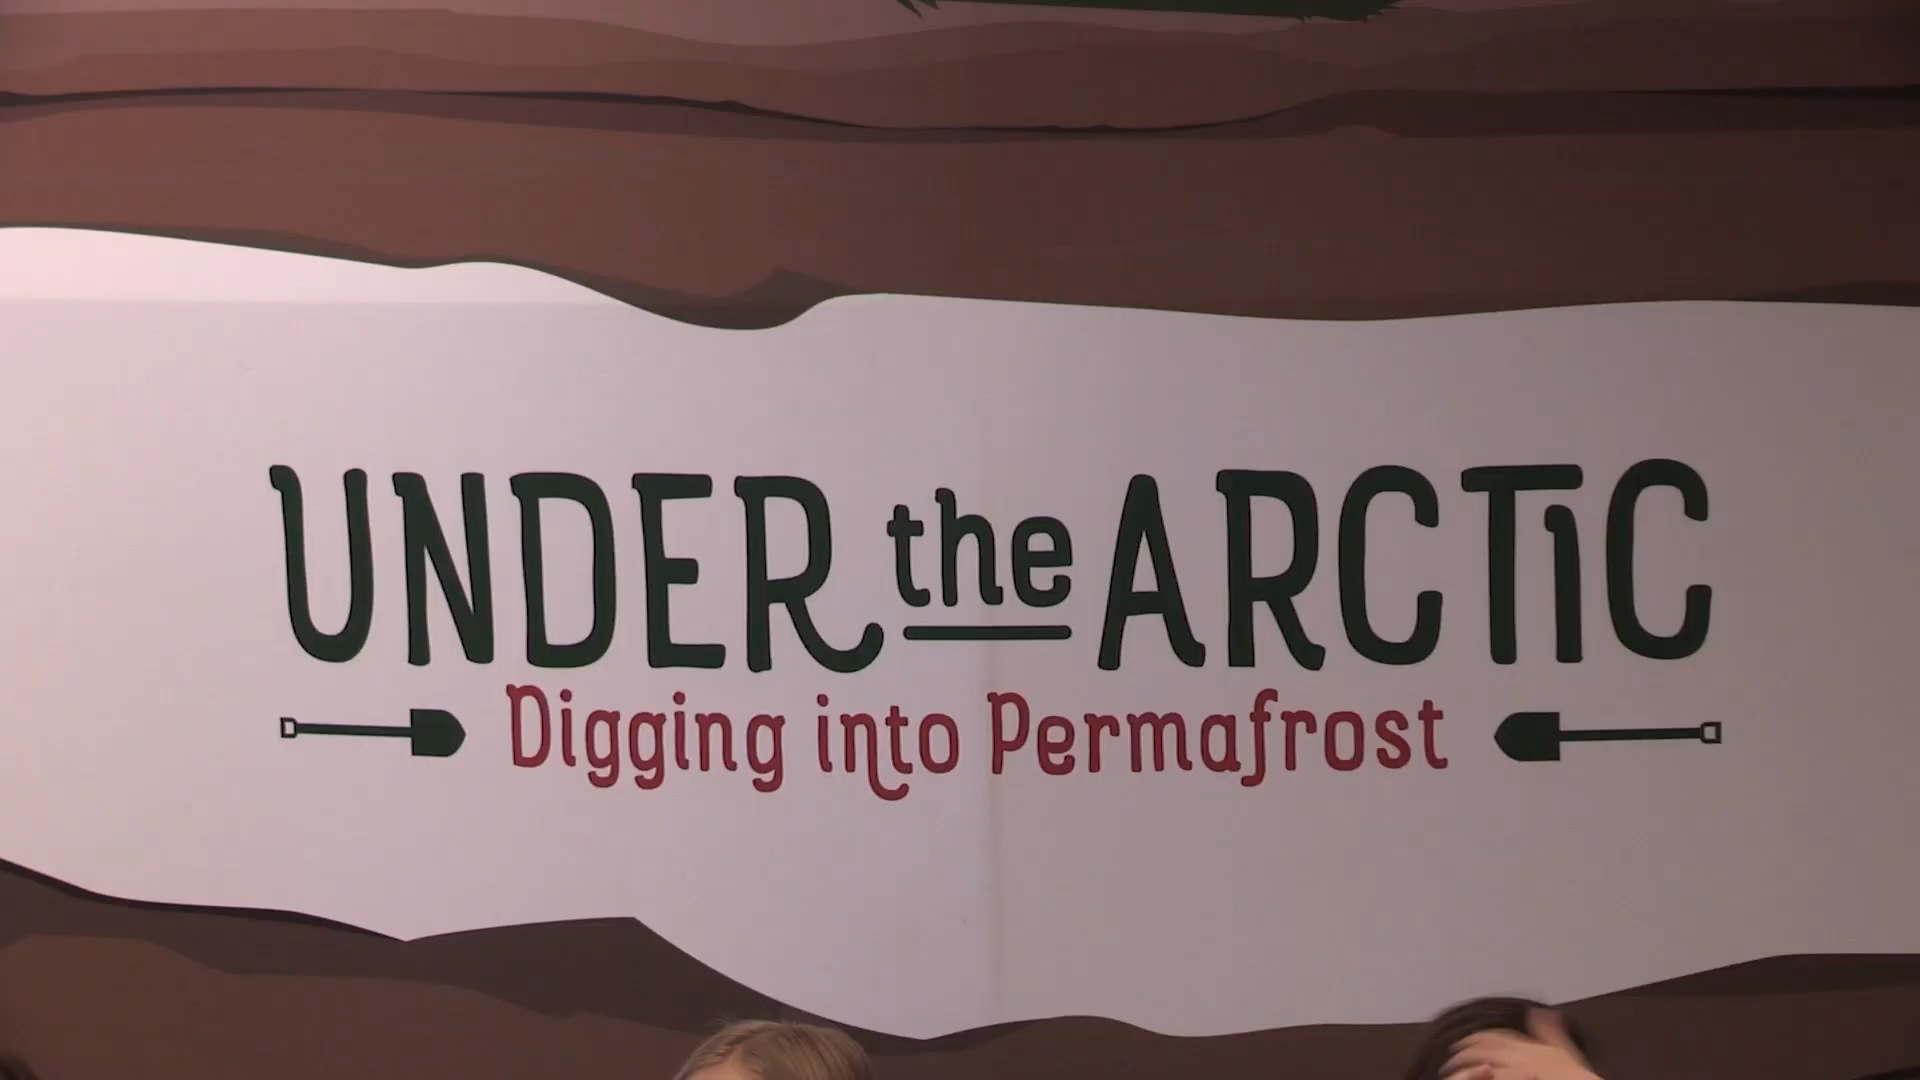 UNDER the ARCTIC
Digging into Permafrost